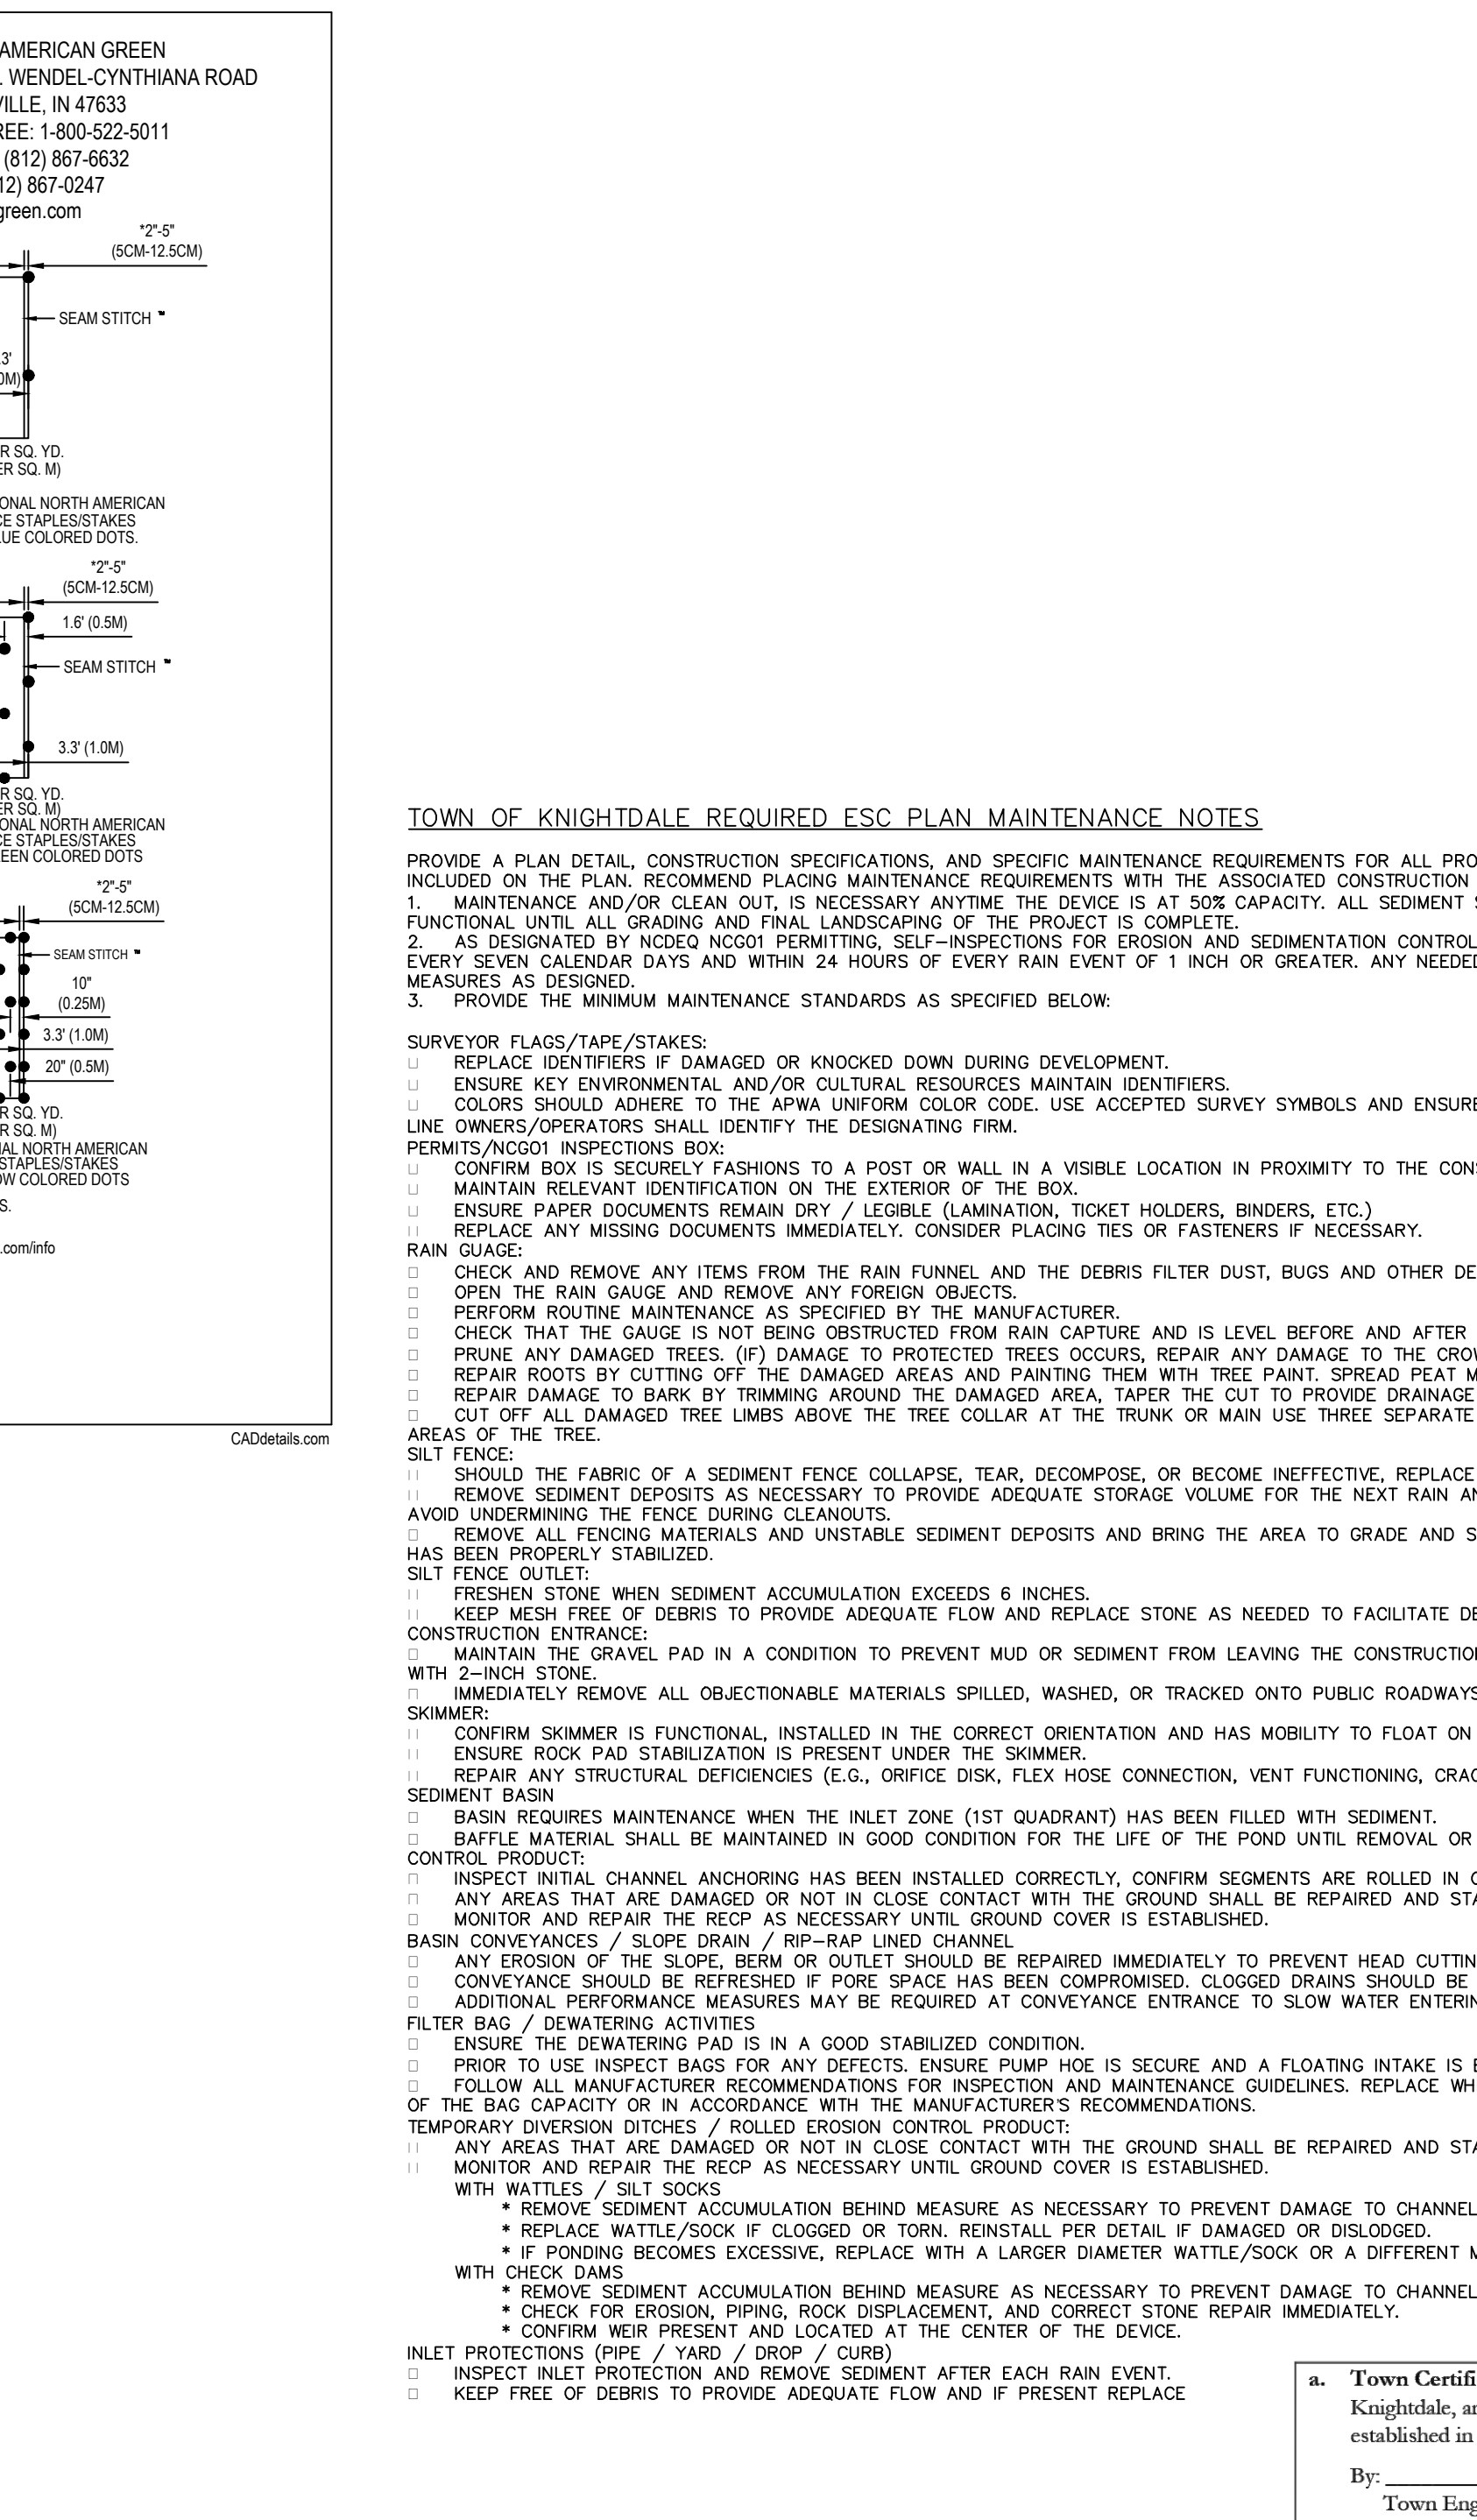 AMERICAN GREEN
WENDEL-CYNTHIANA ROAD
VILLE, IN 47633
REE: 1-800-522-5011
(812) 867-6632
12) 867-0247
green.com
*2"-5"
(5CM-12.5CM)
SEAM STITCH ™
.3'
0M)
R SQ. YD.
ER SQ. M)
ONAL NORTH AMERICAN
CE STAPLES/STAKES
LUE COLORED DOTS.
*2"-5"
(5CM-12.5CM)
1.6' (0.5M)
SEAM STITCH ™
3.3' (1.0M)
R SQ. YD.
ER SQ. M)
ONAL NORTH AMERICAN
CE STAPLES/STAKES
EEN COLORED DOTS
*2"-5"
(5CM-12.5CM)
SEAM STITCH ™
10"
(0.25M)
3.3' (1.0M)
20" (0.5M)
R SQ. YD.
R SQ. M)
AL NORTH AMERICAN
STAPLES/STAKES
OW COLORED DOTS
S.
.com/info
CADdetails.com
TOWN OF KNIGHTDALE REQUIRED ESC PLAN MAINTENANCE NOTES
PROVIDE A PLAN DETAIL, CONSTRUCTION SPECIFICATIONS, AND SPECIFIC MAINTENANCE REQUIREMENTS FOR ALL PRO
INCLUDED ON THE PLAN. RECOMMEND PLACING MAINTENANCE REQUIREMENTS WITH THE ASSOCIATED CONSTRUCTION
1. MAINTENANCE AND/OR CLEAN OUT, IS NECESSARY ANYTIME THE DEVICE IS AT 50% CAPACITY. ALL SEDIMENT S
FUNCTIONAL UNTIL ALL GRADING AND FINAL LANDSCAPING OF THE PROJECT IS COMPLETE.
2. AS DESIGNATED BY NCDEQ NCG01 PERMITTING, SELF-INSPECTIONS FOR EROSION AND SEDIMENTATION CONTROL
EVERY SEVEN CALENDAR DAYS AND WITHIN 24 HOURS OF EVERY RAIN EVENT OF 1 INCH OR GREATER. ANY NEEDED
MEASURES AS DESIGNED.
3. PROVIDE THE MINIMUM MAINTENANCE STANDARDS AS SPECIFIED BELOW:
SURVEYOR FLAGS/TAPE/STAKES:
□ REPLACE IDENTIFIERS IF DAMAGED OR KNOCKED DOWN DURING DEVELOPMENT.
□ ENSURE KEY ENVIRONMENTAL AND/OR CULTURAL RESOURCES MAINTAIN IDENTIFIERS.
□ COLORS SHOULD ADHERE TO THE APWA UNIFORM COLOR CODE. USE ACCEPTED SURVEY SYMBOLS AND ENSURE
LINE OWNERS/OPERATORS SHALL IDENTIFY THE DESIGNATING FIRM.
PERMITS/NCG01 INSPECTIONS BOX:
□ CONFIRM BOX IS SECURELY FASHIONS TO A POST OR WALL IN A VISIBLE LOCATION IN PROXIMITY TO THE CONS
□ MAINTAIN RELEVANT IDENTIFICATION ON THE EXTERIOR OF THE BOX.
□ ENSURE PAPER DOCUMENTS REMAIN DRY / LEGIBLE (LAMINATION, TICKET HOLDERS, BINDERS, ETC.)
□ REPLACE ANY MISSING DOCUMENTS IMMEDIATELY. CONSIDER PLACING TIES OR FASTENERS IF NECESSARY.
RAIN GUAGE:
□ CHECK AND REMOVE ANY ITEMS FROM THE RAIN FUNNEL AND THE DEBRIS FILTER DUST, BUGS AND OTHER DE
□ OPEN THE RAIN GAUGE AND REMOVE ANY FOREIGN OBJECTS.
□ PERFORM ROUTINE MAINTENANCE AS SPECIFIED BY THE MANUFACTURER.
□ CHECK THAT THE GAUGE IS NOT BEING OBSTRUCTED FROM RAIN CAPTURE AND IS LEVEL BEFORE AND AFTER
□ PRUNE ANY DAMAGED TREES. (IF) DAMAGE TO PROTECTED TREES OCCURS, REPAIR ANY DAMAGE TO THE CROW
□ REPAIR ROOTS BY CUTTING OFF THE DAMAGED AREAS AND PAINTING THEM WITH TREE PAINT. SPREAD PEAT M
□ REPAIR DAMAGE TO BARK BY TRIMMING AROUND THE DAMAGED AREA, TAPER THE CUT TO PROVIDE DRAINAGE
□ CUT OFF ALL DAMAGED TREE LIMBS ABOVE THE TREE COLLAR AT THE TRUNK OR MAIN USE THREE SEPARATE
AREAS OF THE TREE.
SILT FENCE:
□ SHOULD THE FABRIC OF A SEDIMENT FENCE COLLAPSE, TEAR, DECOMPOSE, OR BECOME INEFFECTIVE, REPLACE
□ REMOVE SEDIMENT DEPOSITS AS NECESSARY TO PROVIDE ADEQUATE STORAGE VOLUME FOR THE NEXT RAIN AN
AVOID UNDERMINING THE FENCE DURING CLEANOUTS.
□ REMOVE ALL FENCING MATERIALS AND UNSTABLE SEDIMENT DEPOSITS AND BRING THE AREA TO GRADE AND S
HAS BEEN PROPERLY STABILIZED.
SILT FENCE OUTLET:
□ FRESHEN STONE WHEN SEDIMENT ACCUMULATION EXCEEDS 6 INCHES.
□ KEEP MESH FREE OF DEBRIS TO PROVIDE ADEQUATE FLOW AND REPLACE STONE AS NEEDED TO FACILITATE DE
CONSTRUCTION ENTRANCE:
□ MAINTAIN THE GRAVEL PAD IN A CONDITION TO PREVENT MUD OR SEDIMENT FROM LEAVING THE CONSTRUCTION
WITH 2-INCH STONE.
□ IMMEDIATELY REMOVE ALL OBJECTIONABLE MATERIALS SPILLED, WASHED, OR TRACKED ONTO PUBLIC ROADWAYS
SKIMMER:
□ CONFIRM SKIMMER IS FUNCTIONAL, INSTALLED IN THE CORRECT ORIENTATION AND HAS MOBILITY TO FLOAT ON
□ ENSURE ROCK PAD STABILIZATION IS PRESENT UNDER THE SKIMMER.
□ REPAIR ANY STRUCTURAL DEFICIENCIES (E.G., ORIFICE DISK, FLEX HOSE CONNECTION, VENT FUNCTIONING, CRAC
SEDIMENT BASIN
□ BASIN REQUIRES MAINTENANCE WHEN THE INLET ZONE (1ST QUADRANT) HAS BEEN FILLED WITH SEDIMENT.
□ BAFFLE MATERIAL SHALL BE MAINTAINED IN GOOD CONDITION FOR THE LIFE OF THE POND UNTIL REMOVAL OR
CONTROL PRODUCT:
□ INSPECT INITIAL CHANNEL ANCHORING HAS BEEN INSTALLED CORRECTLY, CONFIRM SEGMENTS ARE ROLLED IN
□ ANY AREAS THAT ARE DAMAGED OR NOT IN CLOSE CONTACT WITH THE GROUND SHALL BE REPAIRED AND STA
□ MONITOR AND REPAIR THE RECP AS NECESSARY UNTIL GROUND COVER IS ESTABLISHED.
BASIN CONVEYANCES / SLOPE DRAIN / RIP-RAP LINED CHANNEL
□ ANY EROSION OF THE SLOPE, BERM OR OUTLET SHOULD BE REPAIRED IMMEDIATELY TO PREVENT HEAD CUTTIN
□ CONVEYANCE SHOULD BE REFRESHED IF PORE SPACE HAS BEEN COMPROMISED. CLOGGED DRAINS SHOULD BE
□ ADDITIONAL PERFORMANCE MEASURES MAY BE REQUIRED AT CONVEYANCE ENTRANCE TO SLOW WATER ENTERIN
FILTER BAG / DEWATERING ACTIVITIES
□ ENSURE THE DEWATERING PAD IS IN A GOOD STABILIZED CONDITION.
□ PRIOR TO USE INSPECT BAGS FOR ANY DEFECTS. ENSURE PUMP HOE IS SECURE AND A FLOATING INTAKE IS
□ FOLLOW ALL MANUFACTURER RECOMMENDATIONS FOR INSPECTION AND MAINTENANCE GUIDELINES. REPLACE WH
OF THE BAG CAPACITY OR IN ACCORDANCE WITH THE MANUFACTURER'S RECOMMENDATIONS.
TEMPORARY DIVERSION DITCHES / ROLLED EROSION CONTROL PRODUCT:
□ ANY AREAS THAT ARE DAMAGED OR NOT IN CLOSE CONTACT WITH THE GROUND SHALL BE REPAIRED AND STA
□ MONITOR AND REPAIR THE RECP AS NECESSARY UNTIL GROUND COVER IS ESTABLISHED.
WITH WATTLES / SILT SOCKS
* REMOVE SEDIMENT ACCUMULATION BEHIND MEASURE AS NECESSARY TO PREVENT DAMAGE TO CHANNEL
* REPLACE WATTLE/SOCK IF CLOGGED OR TORN. REINSTALL PER DETAIL IF DAMAGED OR DISLODGED.
* IF PONDING BECOMES EXCESSIVE, REPLACE WITH A LARGER DIAMETER WATTLE/SOCK OR A DIFFERENT M
WITH CHECK DAMS
* REMOVE SEDIMENT ACCUMULATION BEHIND MEASURE AS NECESSARY TO PREVENT DAMAGE TO CHANNEL
* CHECK FOR EROSION, PIPING, ROCK DISPLACEMENT, AND CORRECT STONE REPAIR IMMEDIATELY.
* CONFIRM WEIR PRESENT AND LOCATED AT THE CENTER OF THE DEVICE.
INLET PROTECTIONS (PIPE / YARD / DROP / CURB)
□ INSPECT INLET PROTECTION AND REMOVE SEDIMENT AFTER EACH RAIN EVENT.
□ KEEP FREE OF DEBRIS TO PROVIDE ADEQUATE FLOW AND IF PRESENT REPLACE
a. Town Certifi
Knightdale, an
established in
By:
Town Eng